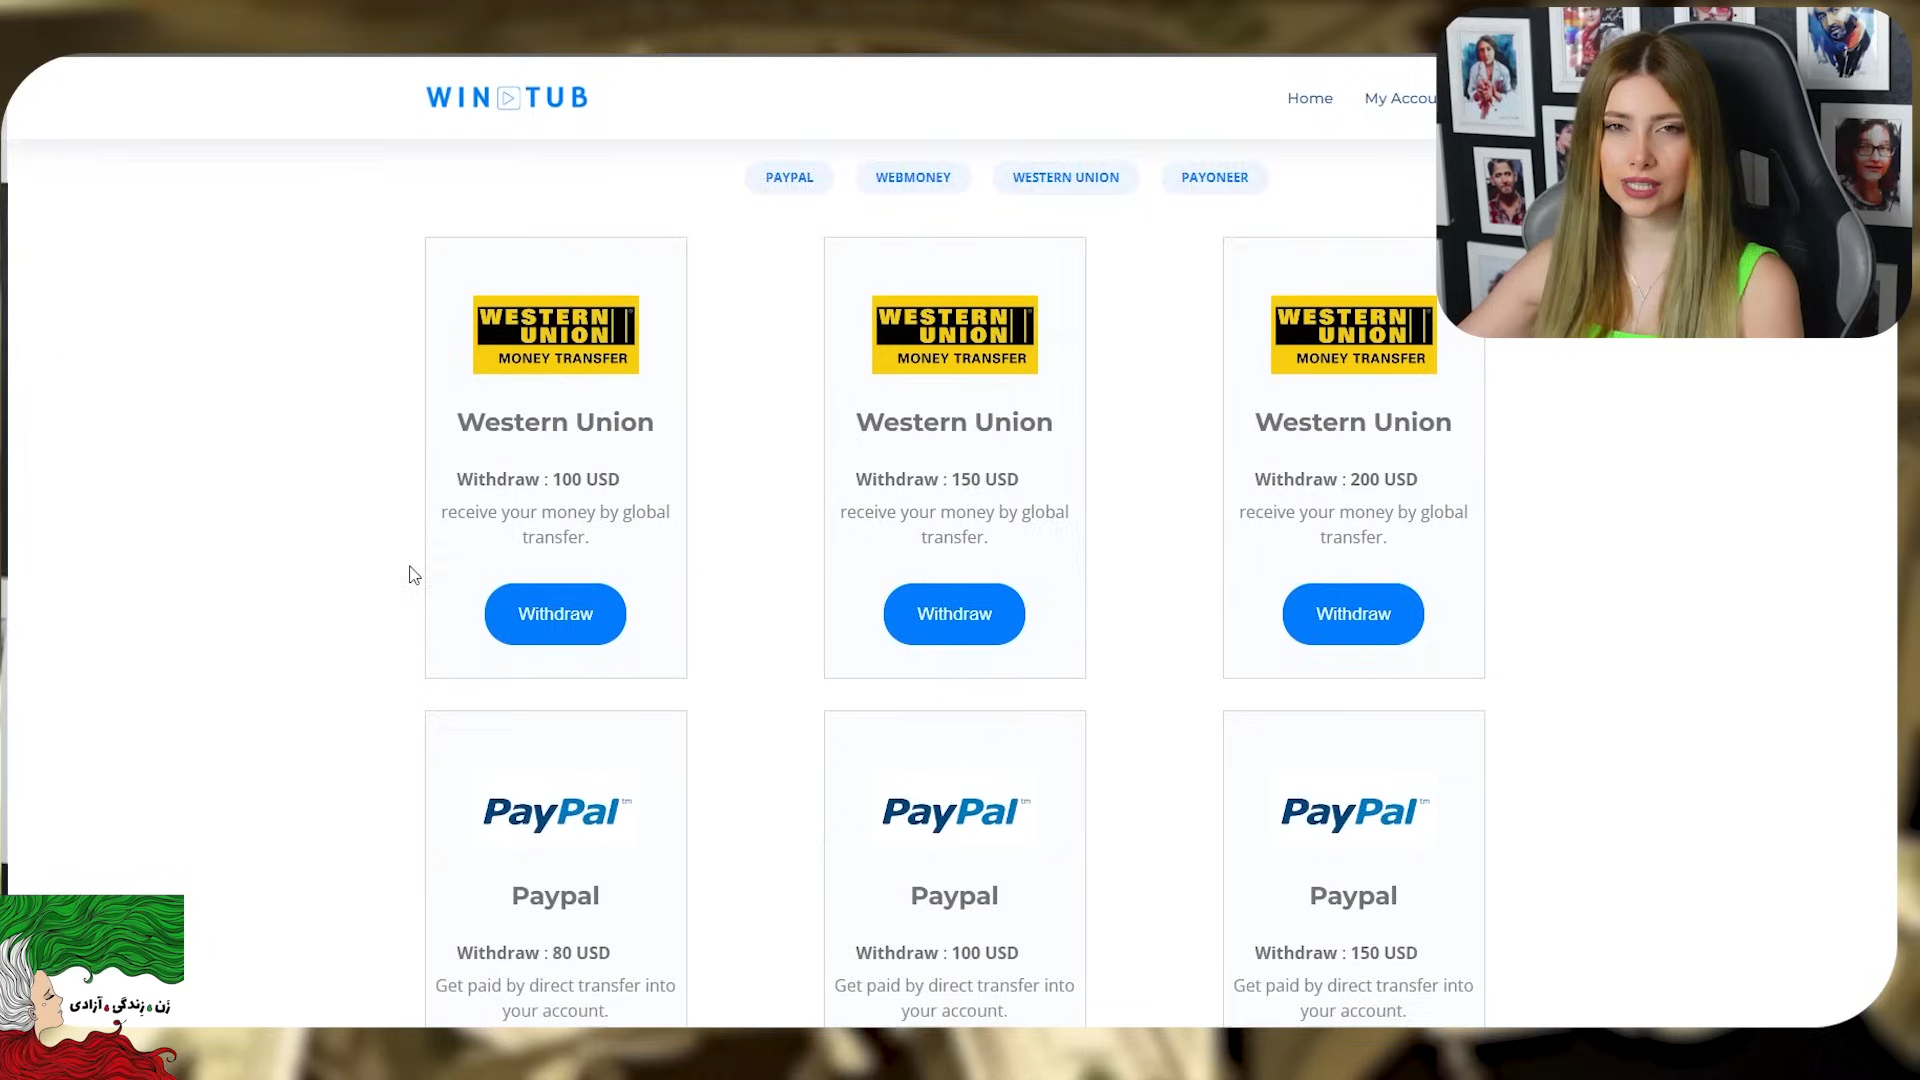 WIN TUB
Home
My Accou
PAYPAL
WEBMONEY
WESTERN UNION
PAYONEER
WESTERN
UNION
MONEY TRANSFER
Western Union
Withdraw : 100 USD
receive your money by global
transfer.
Withdraw
WESTERN
UNION
MONEY TRANSFER
Western Union
Withdraw : 150 USD
receive your money by global
transfer.
Withdraw
WESTERN
UNION
MONEY TRANSFER
Western Union
Withdraw : 200 USD
receive your money by global
transfer.
Withdraw
PayPal™
Paypal
Withdraw : 80 USD
Get paid by direct transfer into
your account.
PayPal™
Paypal
Withdraw : 100 USD
Get paid by direct transfer into
your account.
PayPal™
Paypal
Withdraw : 150 USD
Get paid by direct transfer into
your account.
زن، زندگی، آزادی